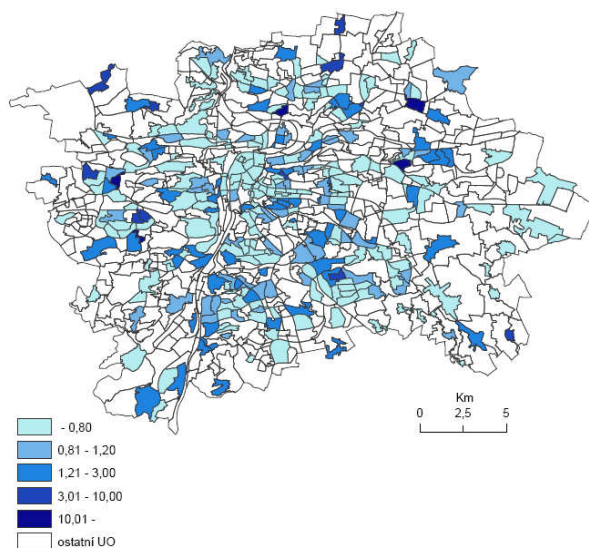 Km
0 2,5 5
- 0,80
0,81 - 1,20
1,21 - 3,00
3,01 - 10,00
10,01 -
ostatní UO